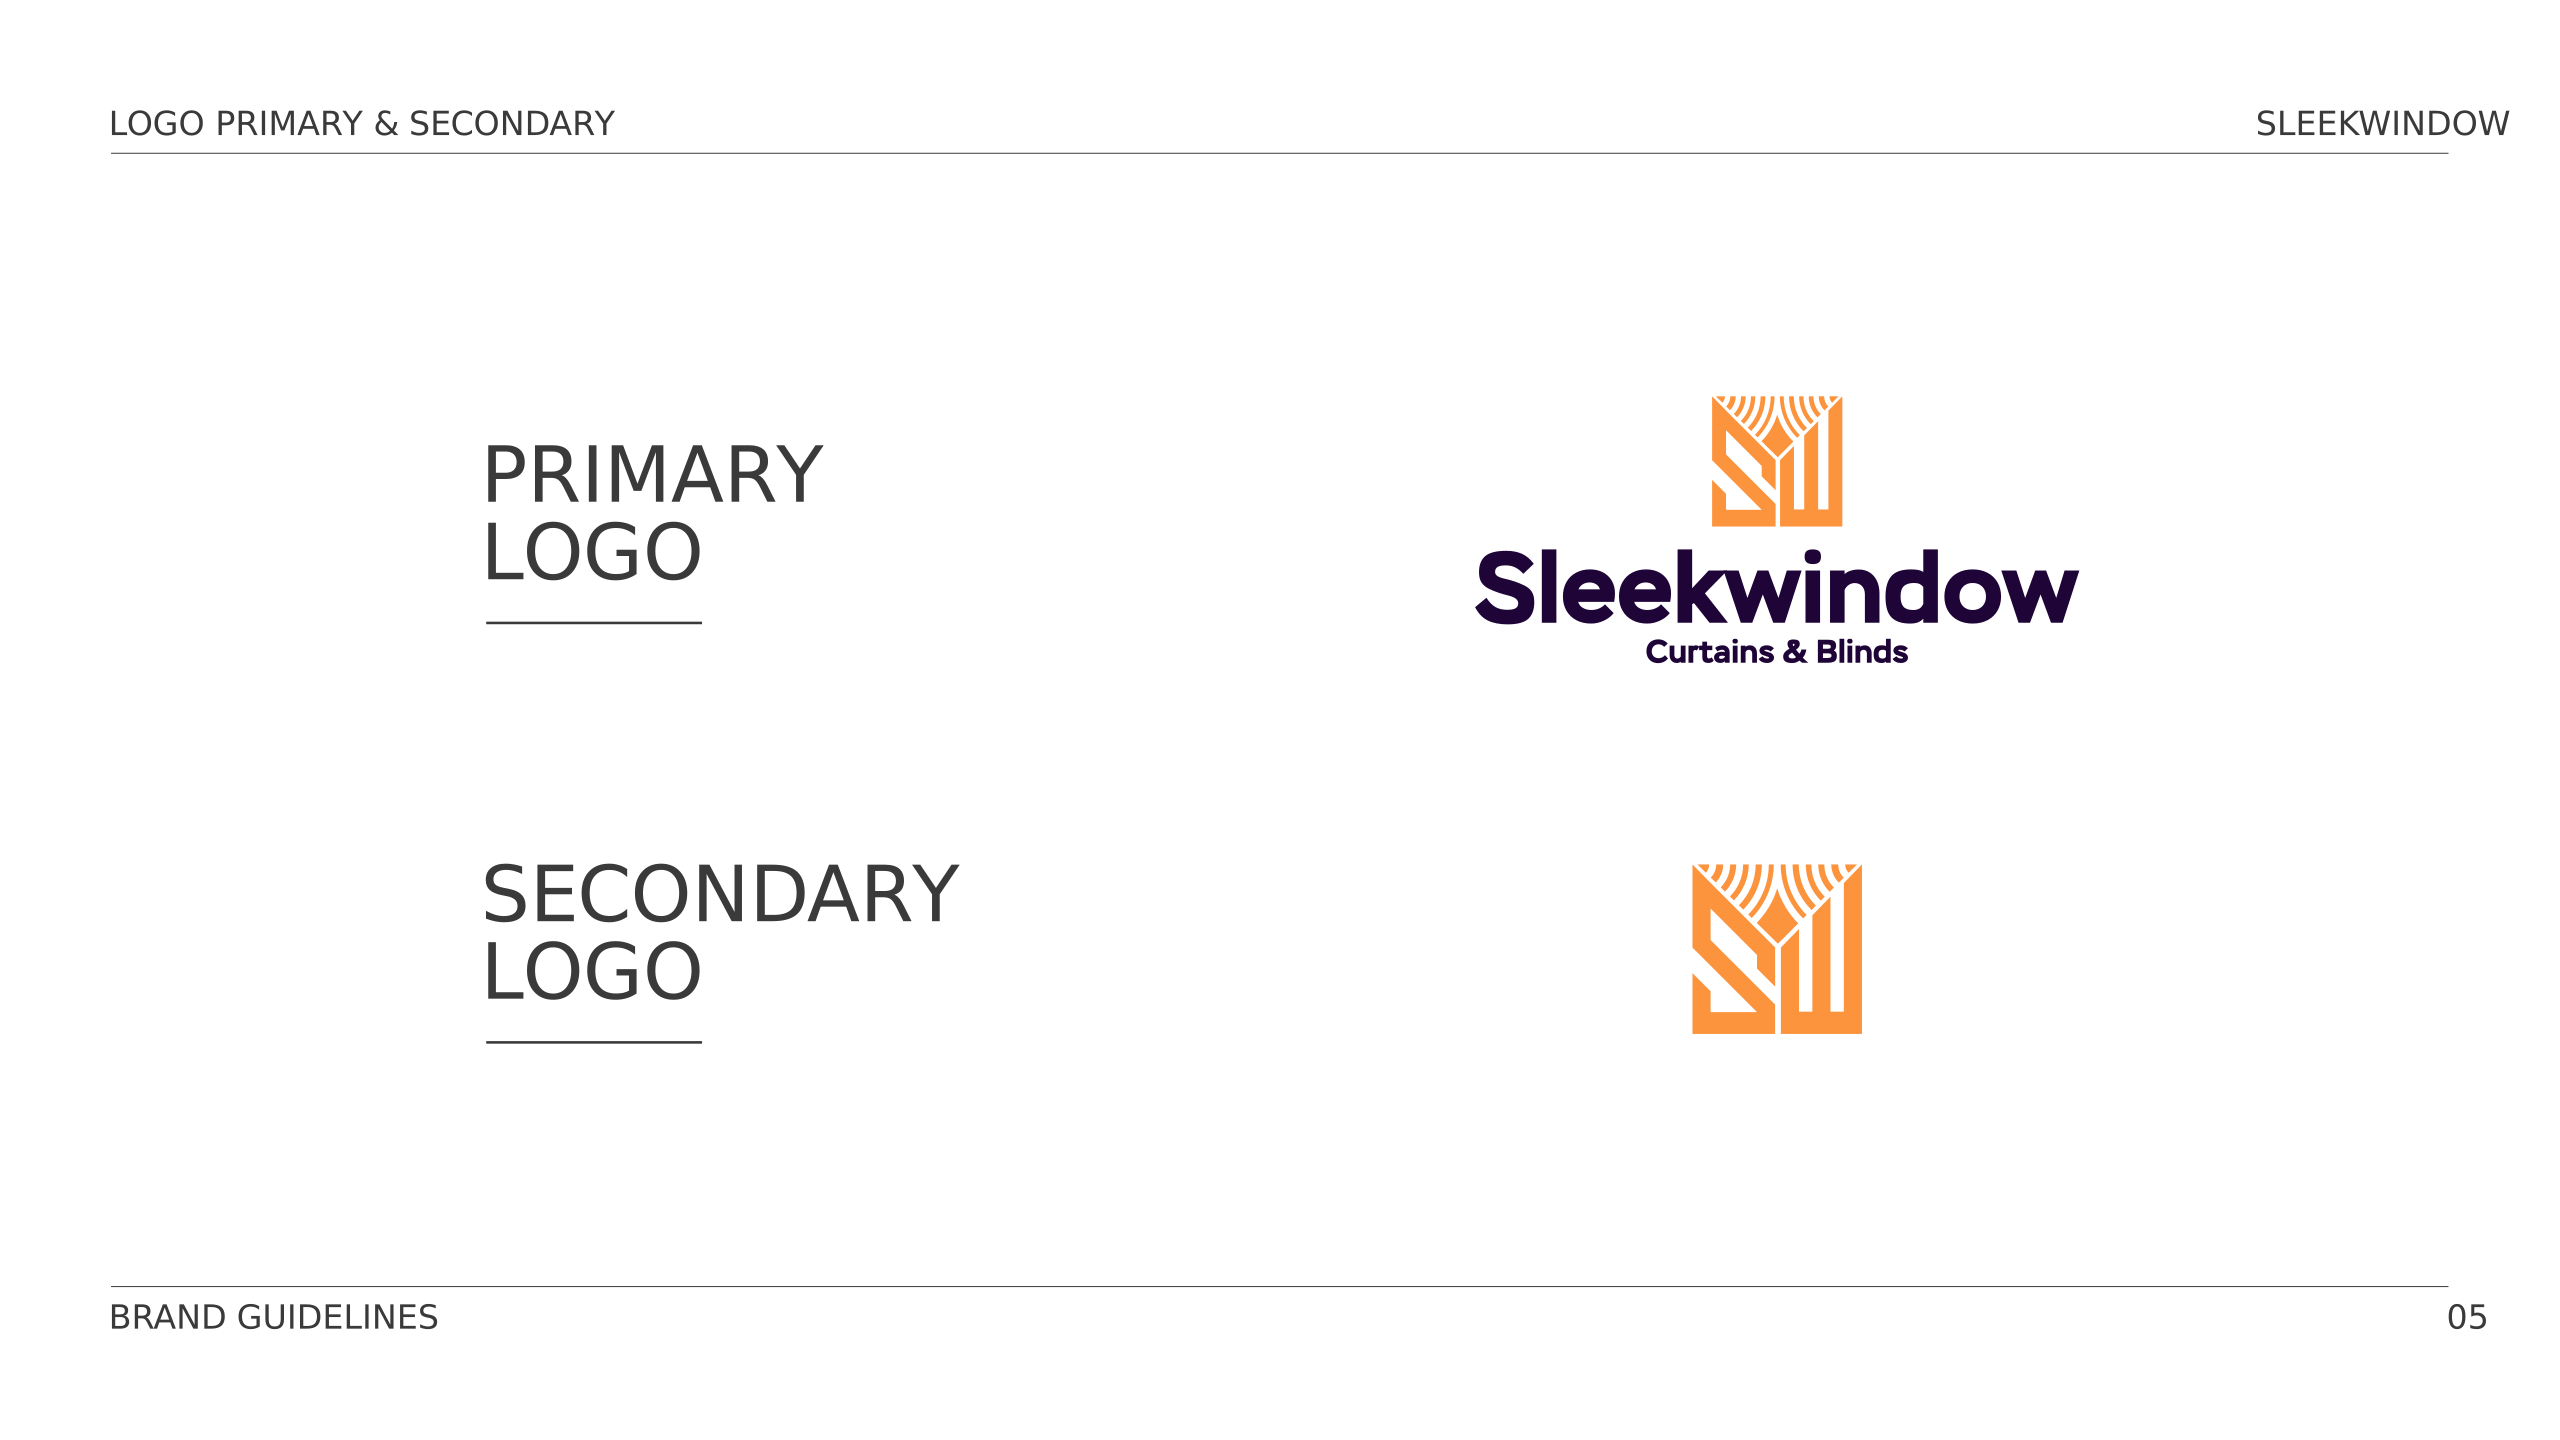 LOGO PRIMARY & SECONDARY
SLEEKWINDOW
PRIMARY
LOGO
Sleekwindow
Curtains & Blinds
SECONDARY
LOGO
BRAND GUIDELINES
05